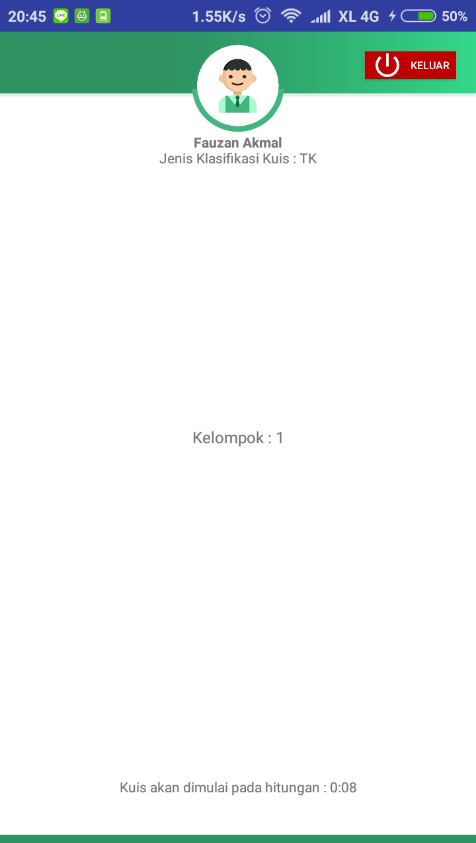 20:45 1.55K/s XL 4G 50%
KELUAR
Fauzan Akmal
Jenis Klasifikasi Kuis : TK
Kelompok : 1
Kuis akan dimulai pada hitungan : 0:08